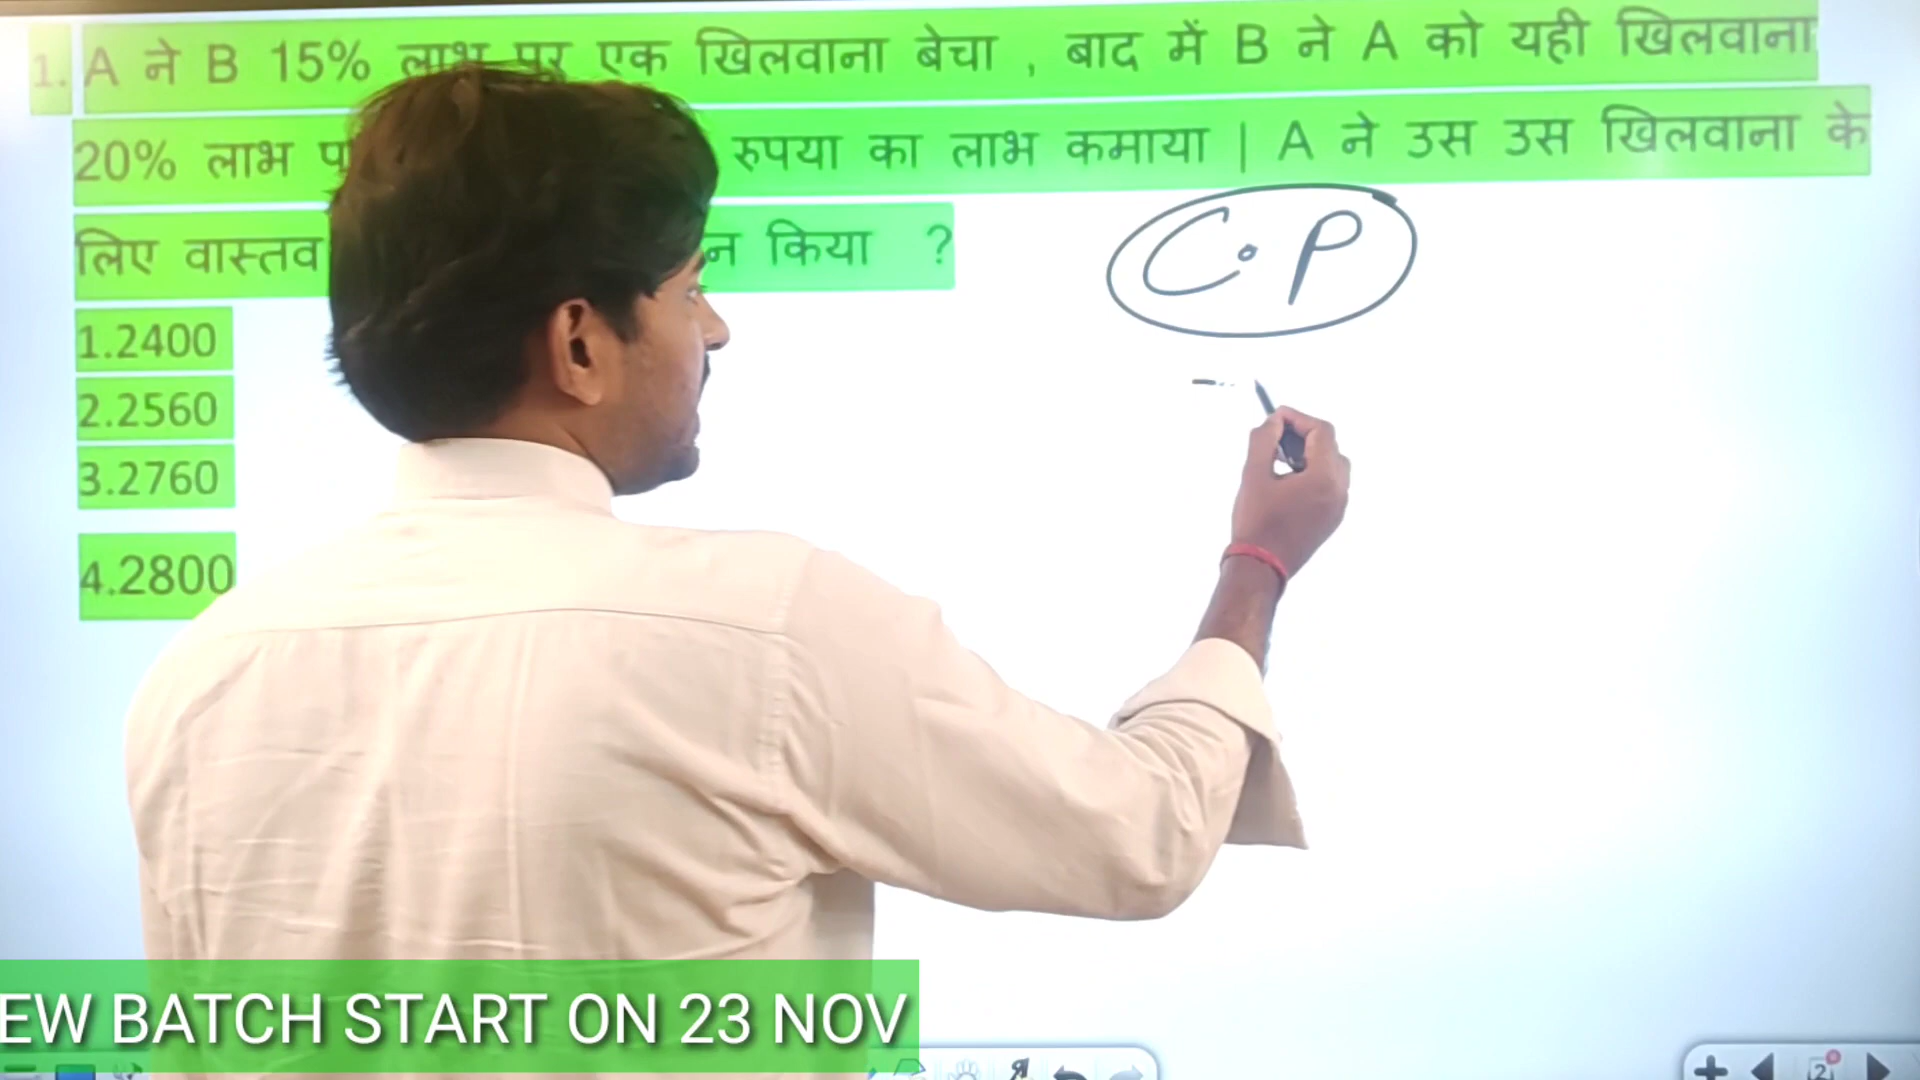 1. A ने B 15% लाभ पर एक खिलवाना बेचा , बाद में B ने A को यही खिलवाना
20% लाभ रुपया का लाभ कमाया | A ने उस उस खिलवाना के
लिए वास्तव किया ?
C.P
1.2400
2.2560
3.2760
4.2800
EW BATCH START ON 23 NOV
2